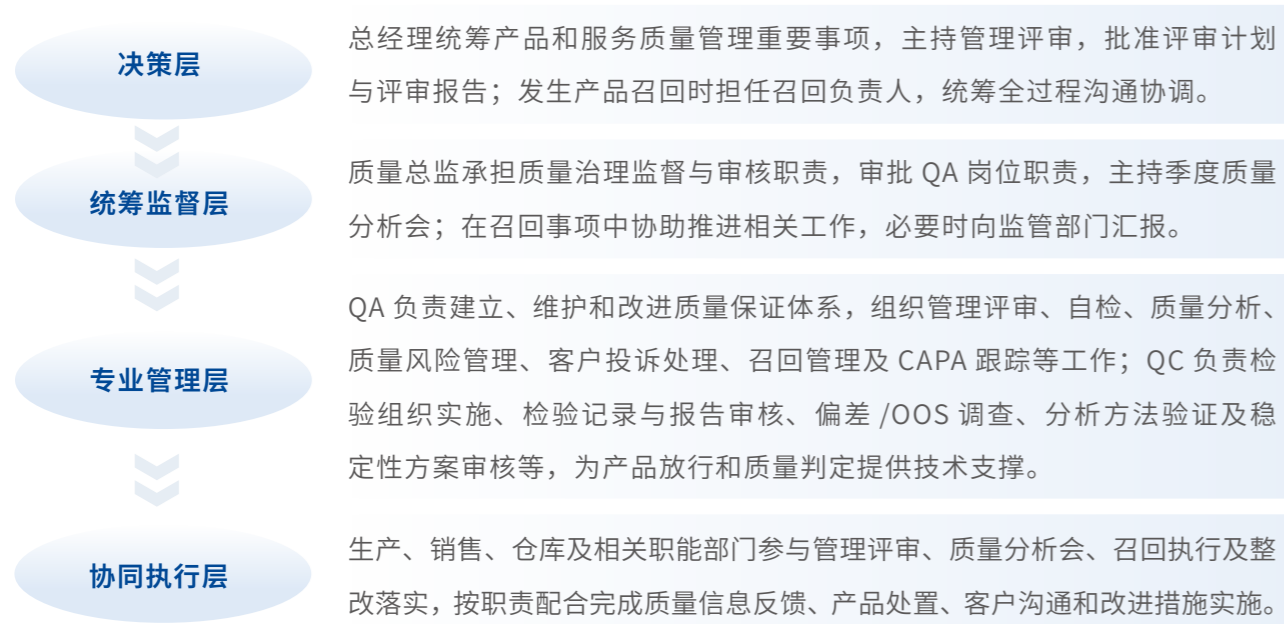 决策层
总经理统筹产品和服务质量管理重要事项，主持管理评审，批准评审计划
与评审报告；发生产品召回时担任召回负责人，统筹全过程沟通协调。
统筹监督层
质量总监承担质量治理监督与审核职责，审批 QA 岗位职责，主持季度质量
分析会；在召回事项中协助推进相关工作，必要时向监管部门汇报。
专业管理层
QA 负责建立、维护和改进质量保证体系，组织管理评审、自检、质量分析、
质量风险管理、客户投诉处理、召回管理及 CAPA 跟踪等工作；QC 负责检
验组织实施、检验记录与报告审核、偏差 /OOS 调查、分析方法验证及稳
定性方案审核等，为产品放行和质量判定提供技术支撑。
协同执行层
生产、销售、仓库及相关职能部门参与管理评审、质量分析会、召回执行及整
改落实，按职责配合完成质量信息反馈、产品处置、客户沟通和改进措施实施。